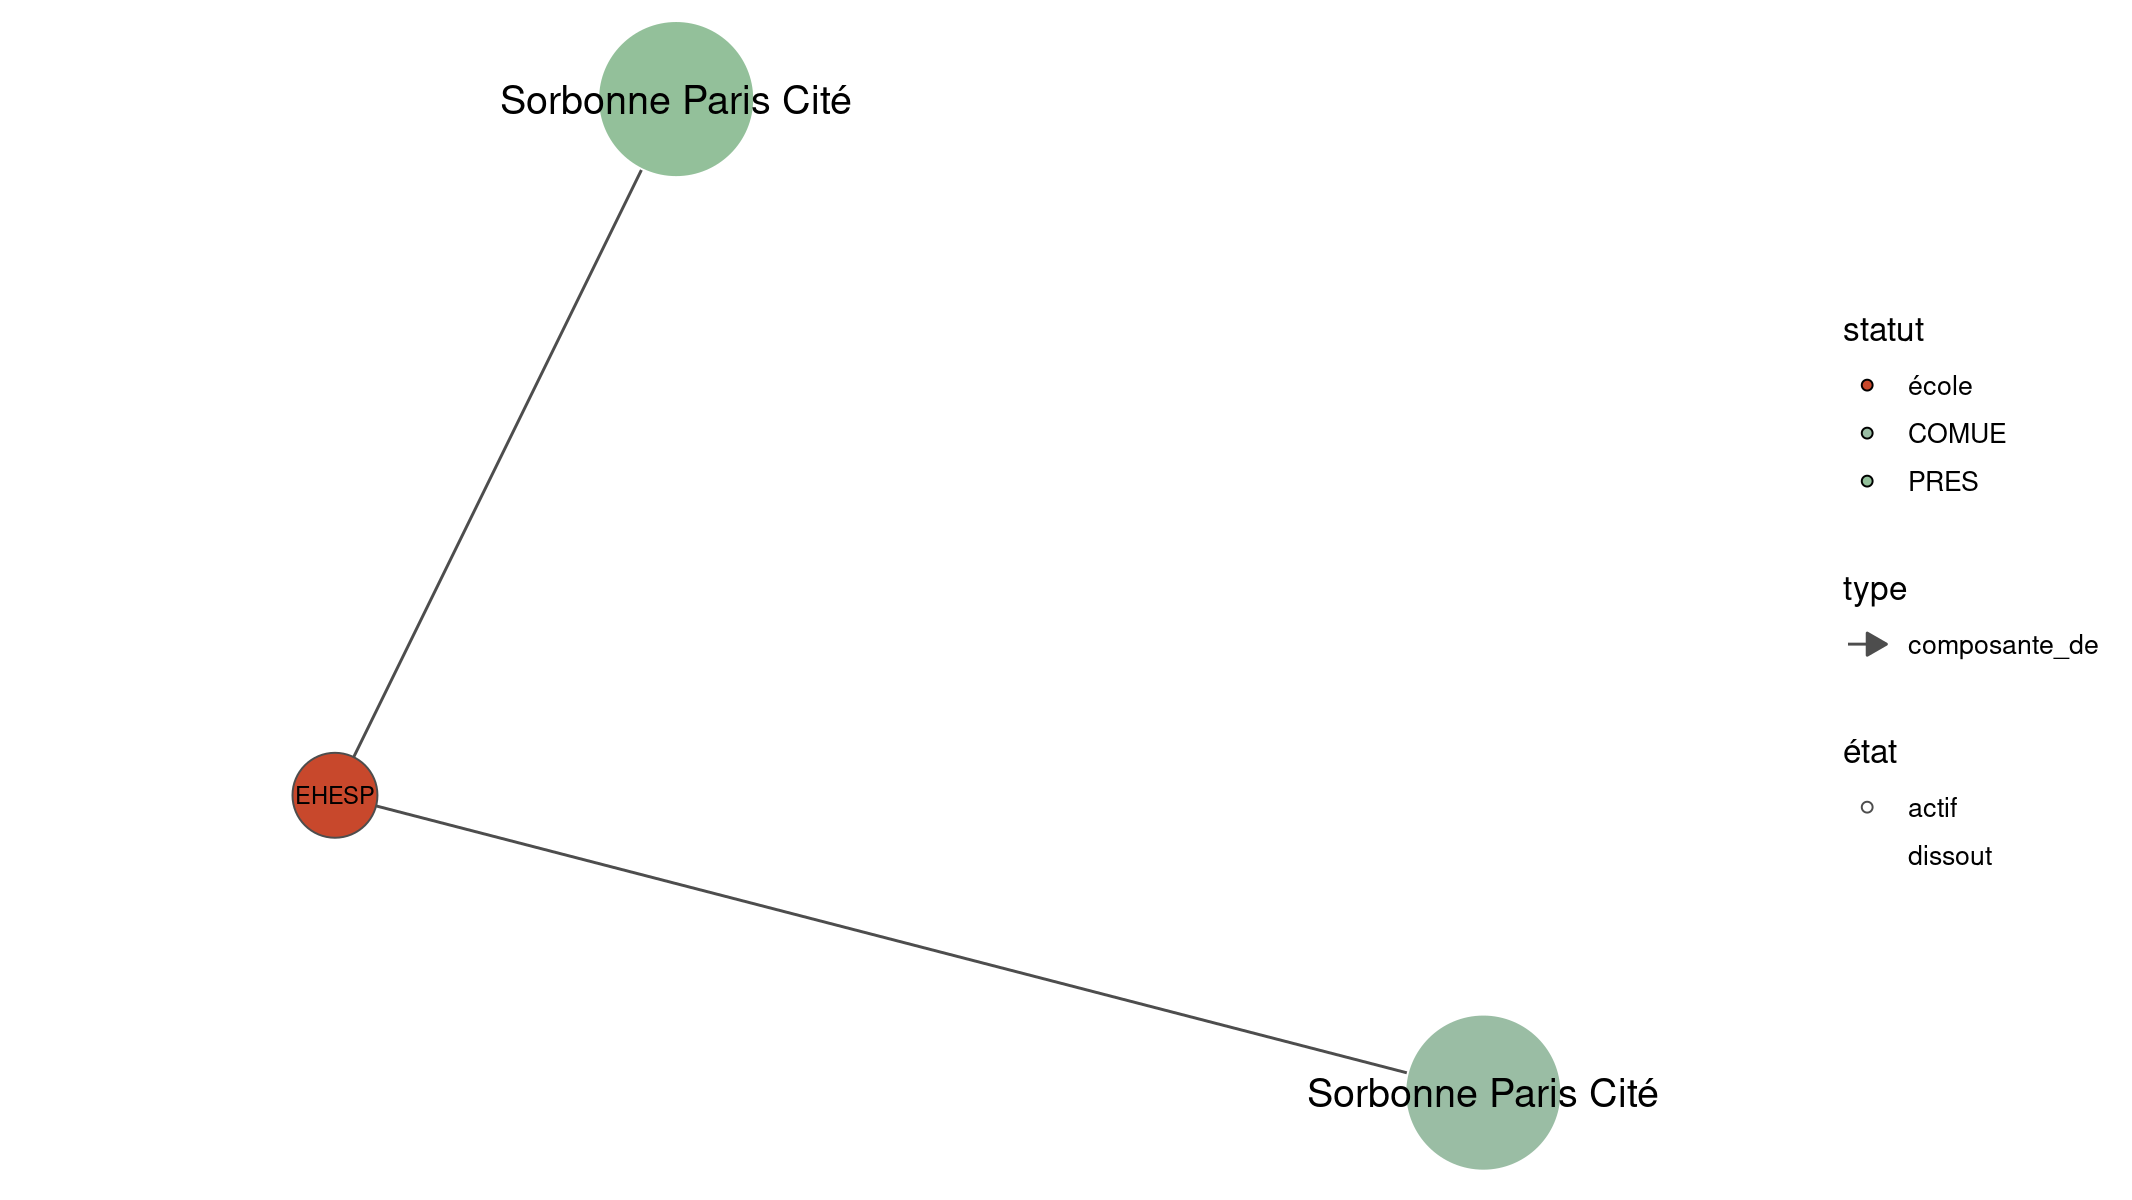 Sorbonne Paris Cité
statut
école
COMUE
PRES
type
composante_de
état
EHESP
actif
dissout
Sorbonne Paris Cité